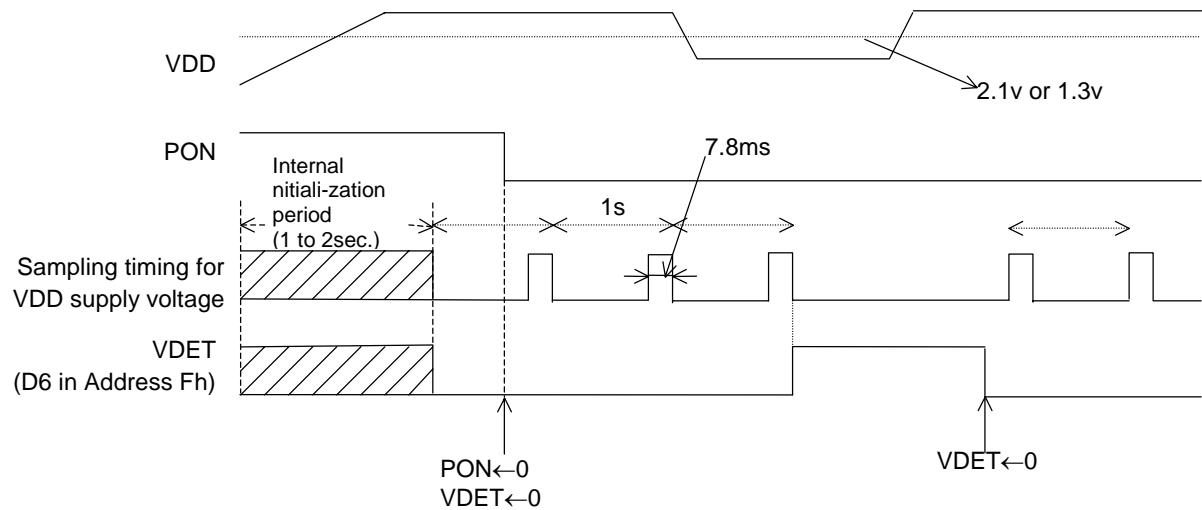 VDD
2.1v or 1.3v
PON
7.8ms
Internal
nitiali-zation
period
(1 to 2sec.)
1s
Sampling timing for
VDD supply voltage
VDET
(D6 in Address Fh)
PON←0
VDET←0
VDET←0